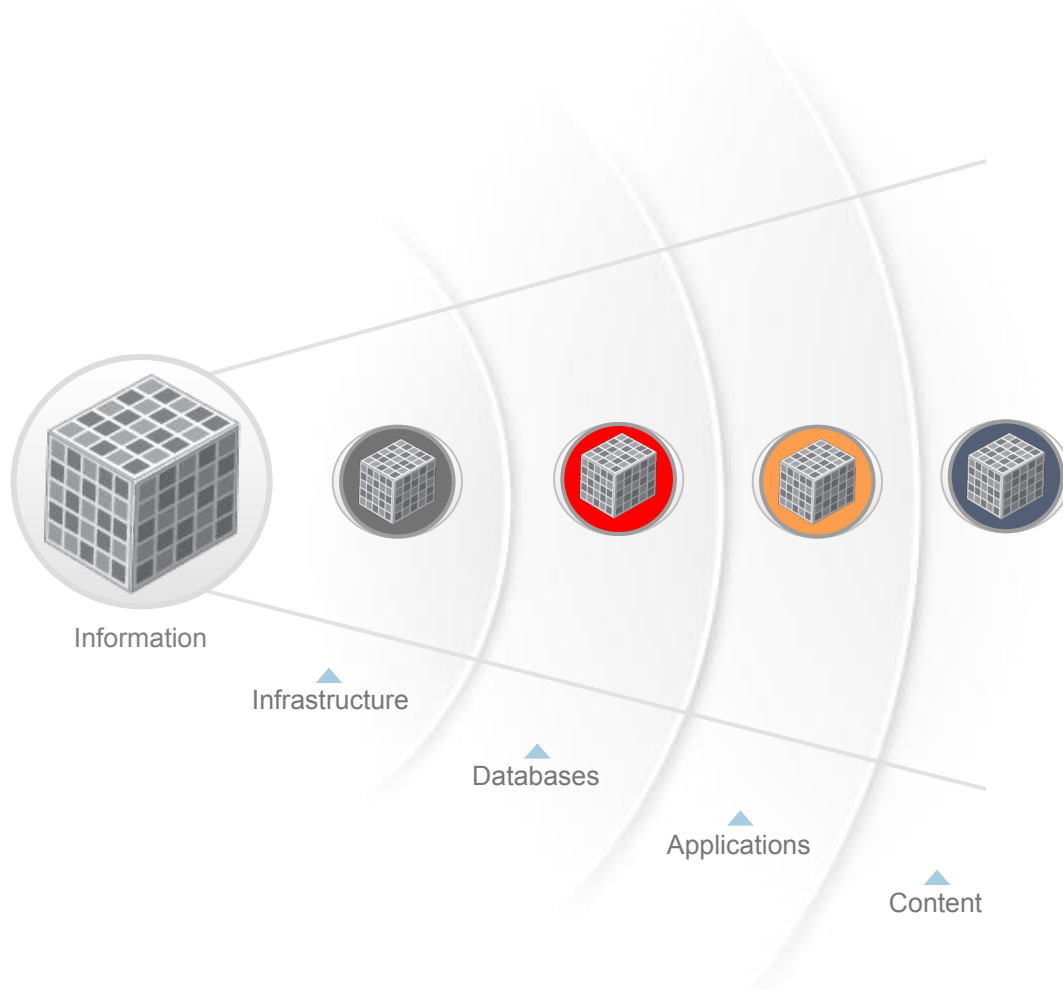 Information
Infrastructure
Databases
Applications
Content